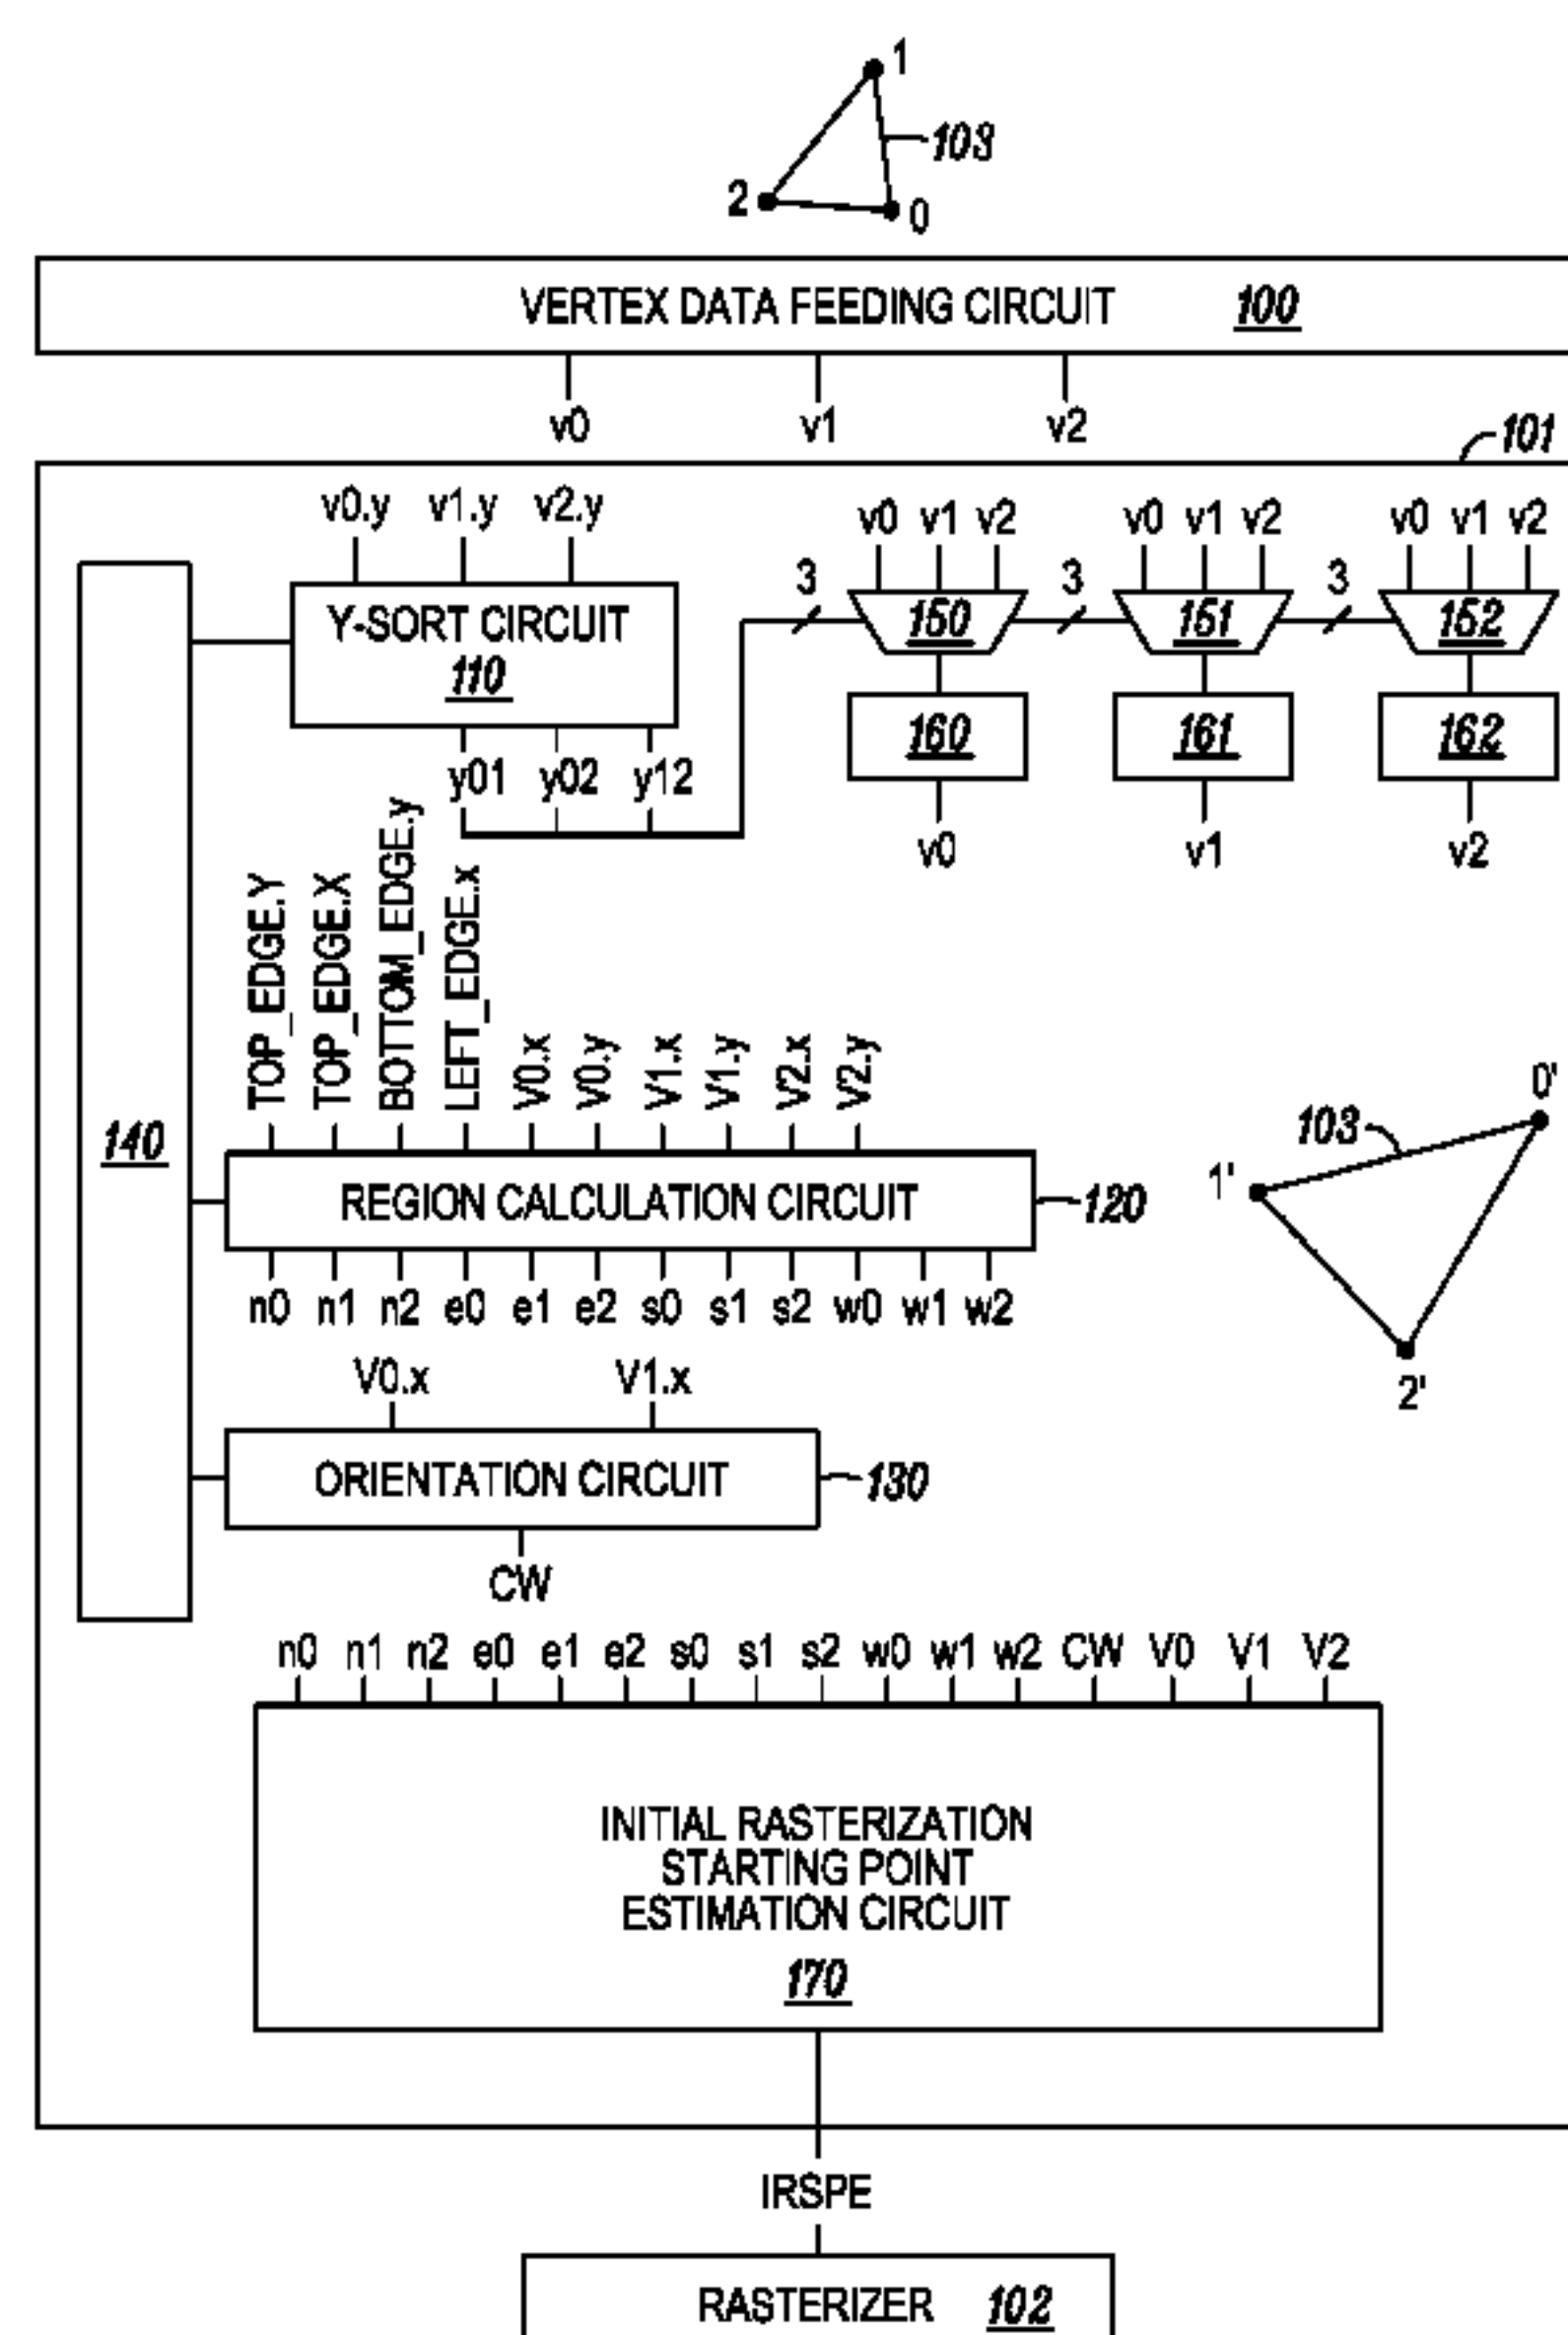 1
103
2
0
VERTEX DATA FEEDING CIRCUIT 100
v0 v1 v2
101
v0.y v1.y v2.y
v0 v1 v2 v0 v1 v2 v0 v1 v2
3 3 3
Y-SORT CIRCUIT
110
150 151 152
160 161 162
y01 y02 y12
v0 v1 v2
TOP_EDGE.Y TOP_EDGE.X BOTTOM_EDGE.y LEFT_EDGE.x V0.x V0.y V1.x V1.y V2.x V2.y
0'
103
140
1'
REGION CALCULATION CIRCUIT 120
n0 n1 n2 e0 e1 e2 s0 s1 s2 w0 w1 w2
2'
V0.x V1.x
ORIENTATION CIRCUIT 130
CW
n0 n1 n2 e0 e1 e2 s0 s1 s2 w0 w1 w2 CW V0 V1 V2
INITIAL RASTERIZATION
STARTING POINT
ESTIMATION CIRCUIT
170
IRSPE
RASTERIZER 102